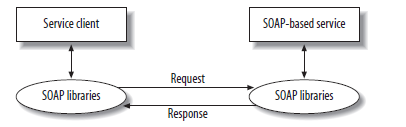 Service client
SOAP-based service
Request
SOAP libraries
SOAP libraries
Response